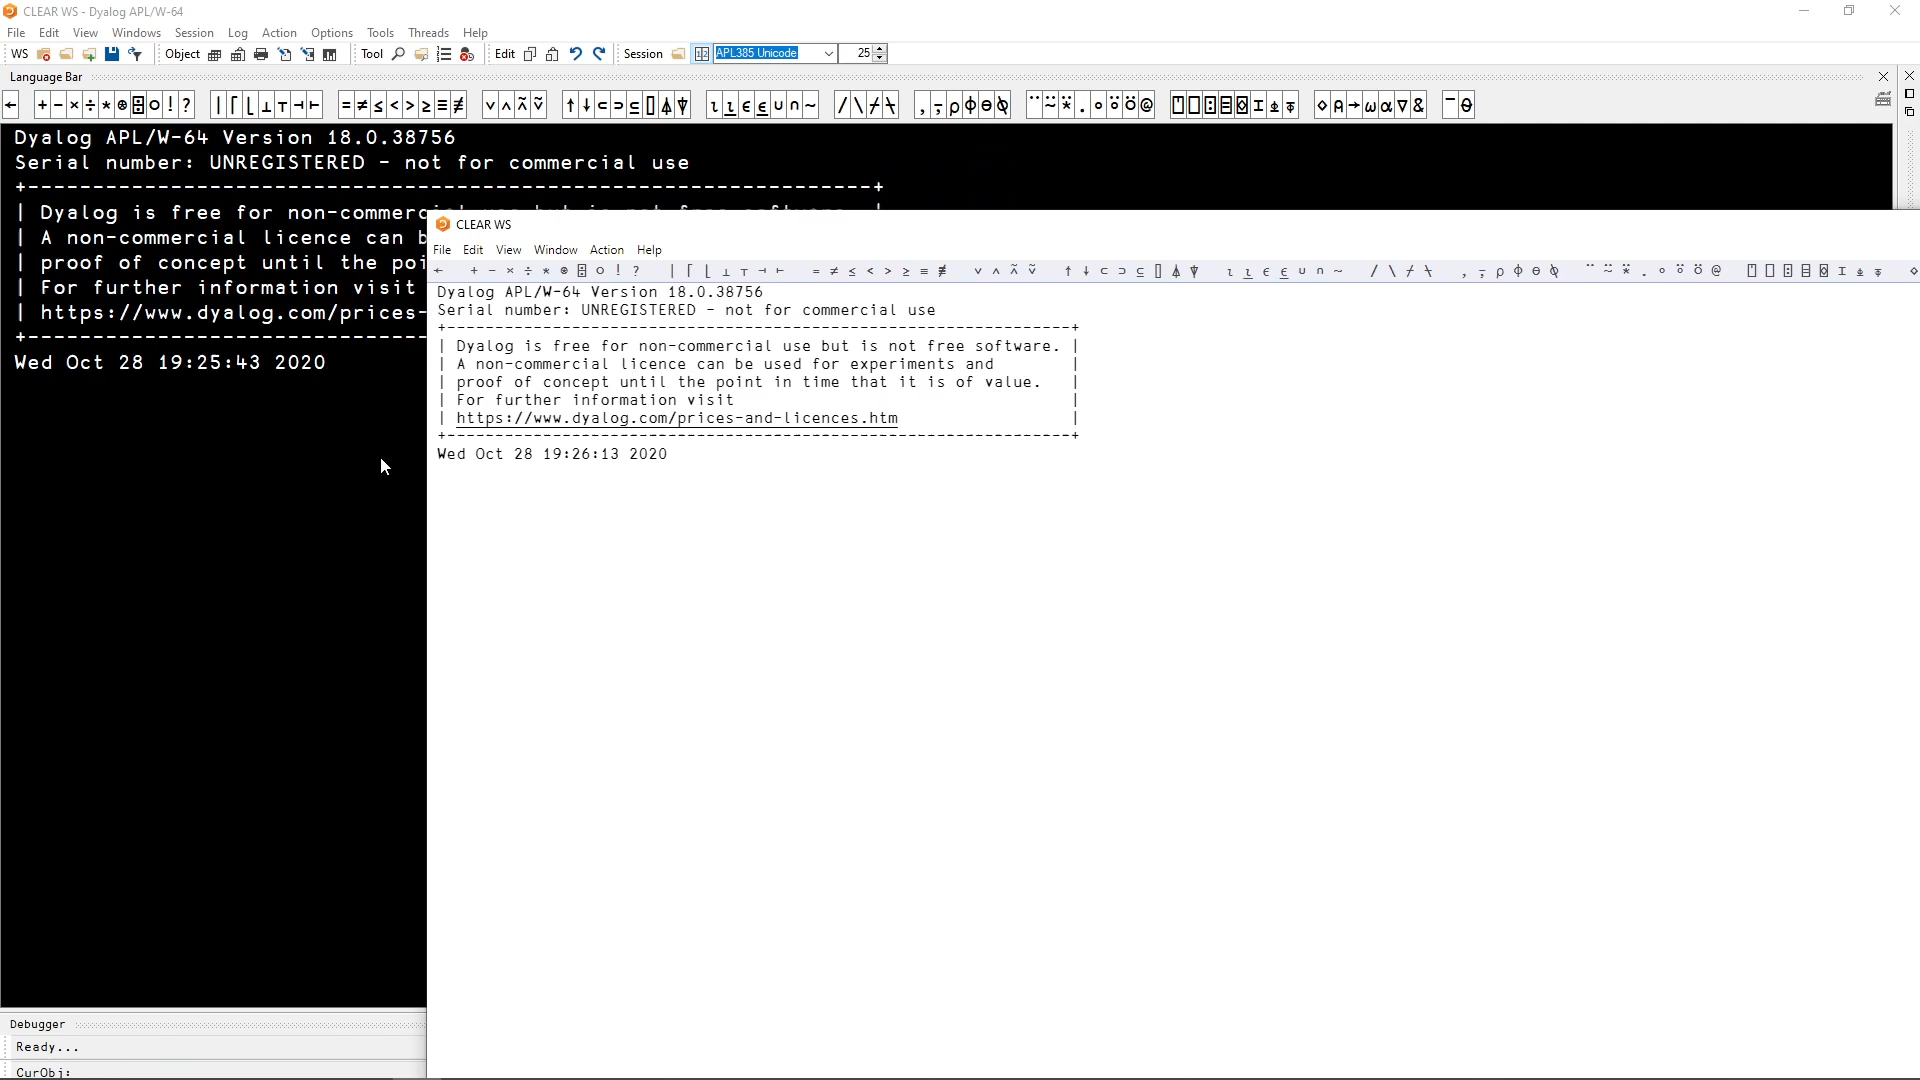 CLEAR WS - Dyalog APL/W-64
File Edit View Windows Session Log Action Options Tools Threads Help
WS Object Tool Edit Session APL385 Unicode 25
Language Bar
← + - × ÷ * ⍟ ⌹ ○ ! ? | ⌈ ⌊ ⊥ ⊤ ⊣ ⊢ = ≠ ≤ < > ≥ ≡ ≢ ∨ ∧ ⍲ ⍱ ↑ ↓ ⊂ ⊃ ⊆ ⌷ ⍋ ⍒ ⍳ ⍸ ∊ ⍷ ∪ ∩ ~ / \ ⌿ ⍀ , ⍪ ⍴ ⌽ ⊖ ⍉ ¨ ⍨ ⍣ . ∘ ⍤ ⍥ @ ⍞ ⎕ ⍠ ⌸ ⌺ ⌶ ⍎ ⍕ ⋄ ⍝ → ⍵ ⍺ ∇ & ¯ ⍬
Dyalog APL/W-64 Version 18.0.38756
Serial number: UNREGISTERED - not for commercial use
+-----------------------------------------------------------------+
| Dyalog is free for non-commerc
| A non-commercial licence can b
| proof of concept until the poi
| For further information visit
| https://www.dyalog.com/prices-
+--------------------------------
Wed Oct 28 19:25:43 2020
CLEAR WS
File Edit View Window Action Help
← + - × ÷ * ⍟ ⌹ ○ ! ? | ⌈ ⌊ ⊥ ⊤ ⊣ ⊢ = ≠ ≤ < > ≥ ≡ ≢ ∨ ∧ ⍲ ⍱ ↑ ↓ ⊂ ⊃ ⊆ ⌷ ⍋ ⍒ ⍳ ⍸ ∊ ⍷ ∪ ∩ ~ / \ ⌿ ⍀ , ⍪ ⍴ ⌽ ⊖ ⍉ ¨ ⍨ ⍣ . ∘ ⍤ ⍥ @ ⍞ ⎕ ⍠ ⌸ ⌺ ⌶ ⍎ ⍕ ⋄
Dyalog APL/W-64 Version 18.0.38756
Serial number: UNREGISTERED - not for commercial use
+-----------------------------------------------------------------+
| Dyalog is free for non-commercial use but is not free software. |
| A non-commercial licence can be used for experiments and |
| proof of concept until the point in time that it is of value. |
| For further information visit |
| https://www.dyalog.com/prices-and-licences.htm |
+-----------------------------------------------------------------+
Wed Oct 28 19:26:13 2020
Debugger
Ready...
CurObj: